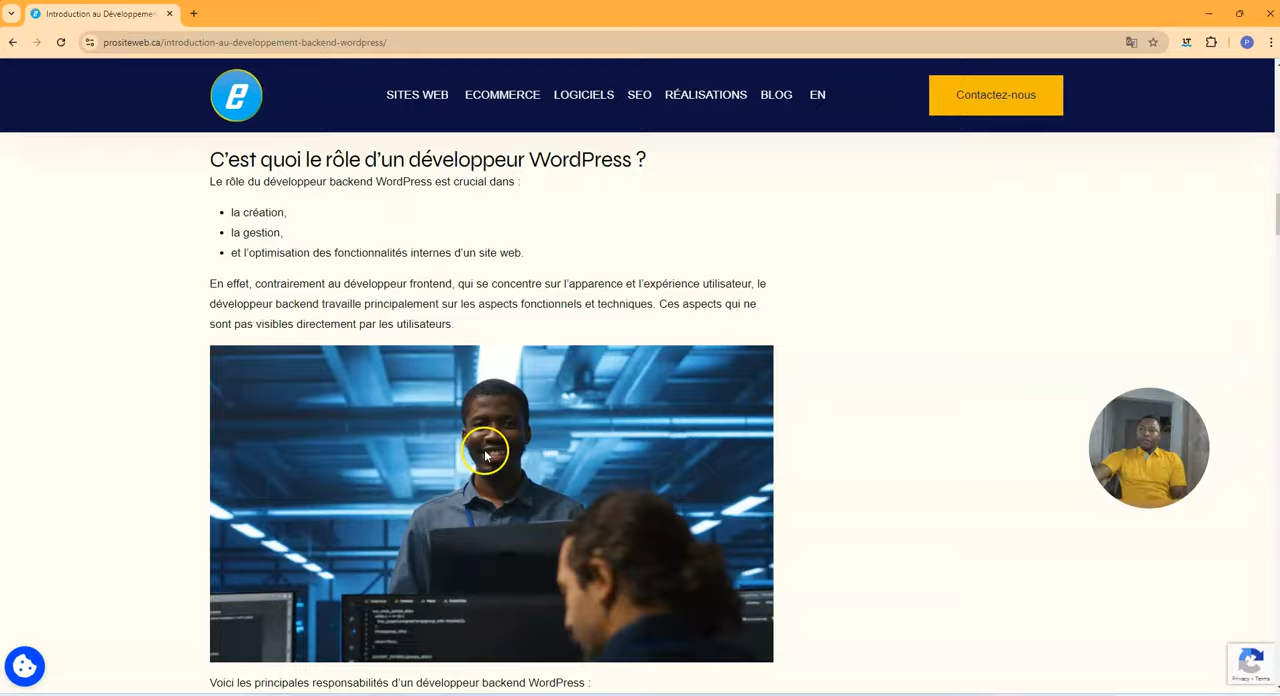 Introduction au Développemen
prositeweb.ca/introduction-au-developpement-backend-wordpress/
P
e
SITES WEB ECOMMERCE LOGICIELS SEO RÉALISATIONS BLOG EN
Contactez-nous
C’est quoi le rôle d’un développeur WordPress ?
Le rôle du développeur backend WordPress est crucial dans :
la création,
la gestion,
et l’optimisation des fonctionnalités internes d’un site web.
En effet, contrairement au développeur frontend, qui se concentre sur l’apparence et l’expérience utilisateur, le
développeur backend travaille principalement sur les aspects fonctionnels et techniques. Ces aspects qui ne
sont pas visibles directement par les utilisateurs.
Voici les principales responsabilités d’un développeur backend WordPress :
Privacy - Terms